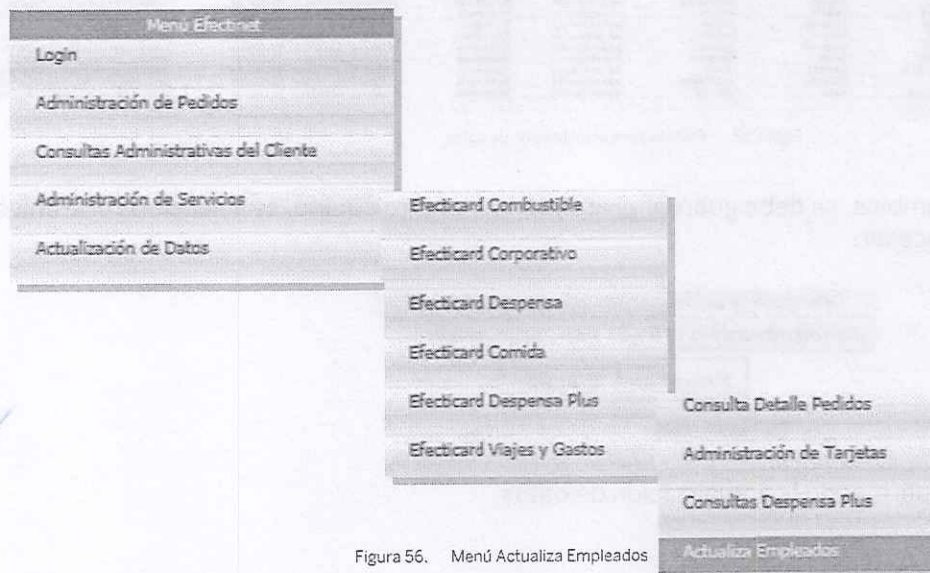 Menú Efectinet
Login
Administración de Pedidos
Consultas Administrativas del Cliente
Administración de Servicios
Actualización de Datos
Efecticard Combustible
Efecticard Corporativo
Efecticard Despensa
Efecticard Comida
Efecticard Despensa Plus
Efecticard Viajes y Gastos
Consulta Detalle Pedidos
Administración de Tarjetas
Consultas Despensa Plus
Actualiza Empleados
Figura 56. Menú Actualiza Empleados